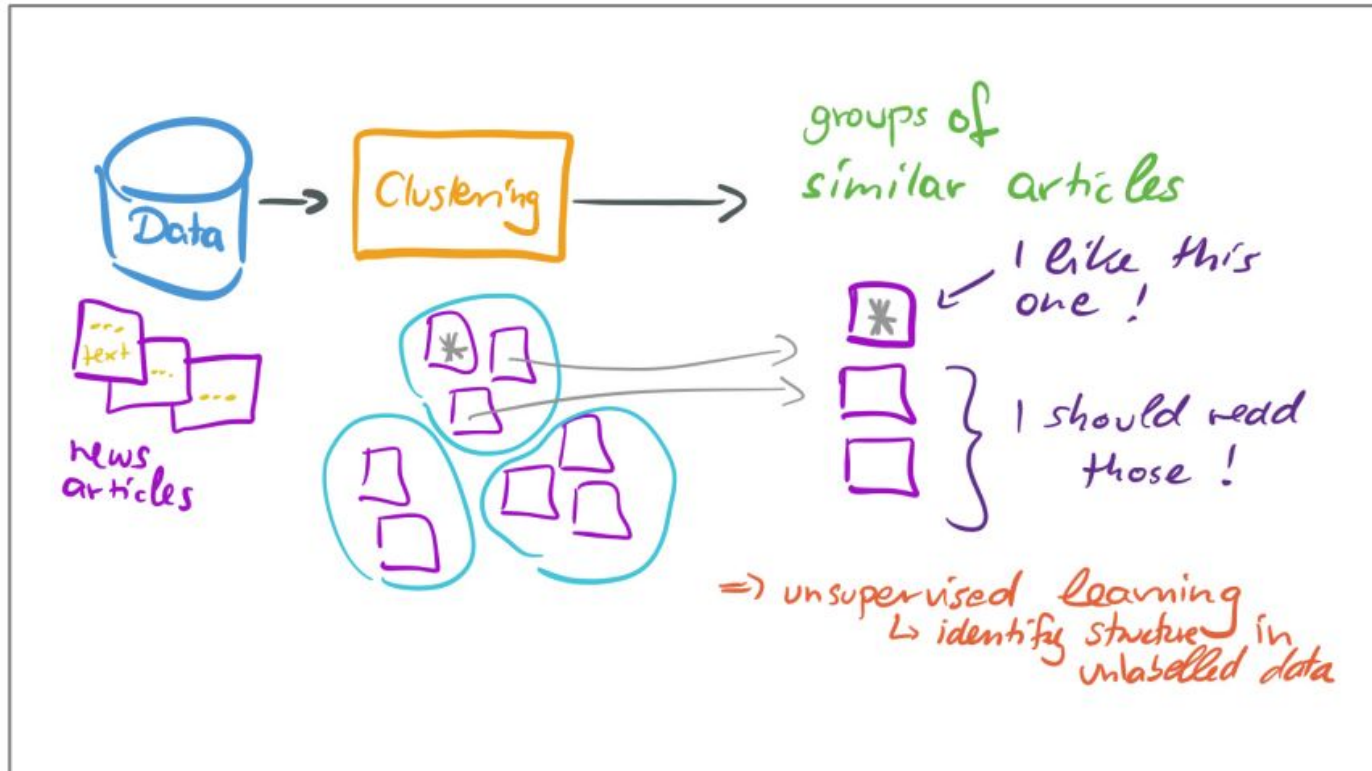 groups of
similar articles
Data
Clustering
I like this
one !
... 
text
...
...
I should read
those !
news
articles
=> unsupervised learning
↳ identify structure in
unlabelled data